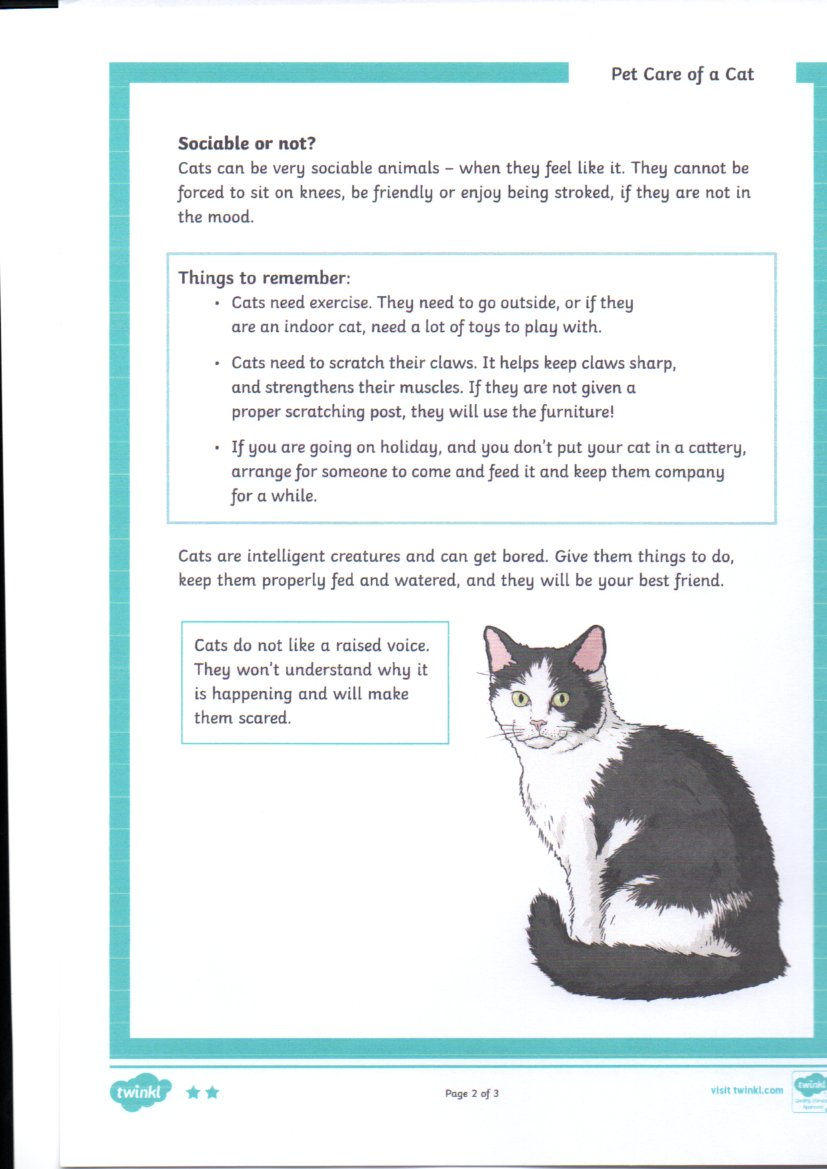 Pet Care of a Cat
Sociable or not?
Cats can be very sociable animals – when they feel like it. They cannot be
forced to sit on knees, be friendly or enjoy being stroked, if they are not in
the mood.
Things to remember:
• Cats need exercise. They need to go outside, or if they
are an indoor cat, need a lot of toys to play with.
• Cats need to scratch their claws. It helps keep claws sharp,
and strengthens their muscles. If they are not given a
proper scratching post, they will use the furniture!
• If you are going on holiday, and you don't put your cat in a cattery,
arrange for someone to come and feed it and keep them company
for a while.
Cats are intelligent creatures and can get bored. Give them things to do,
keep them properly fed and watered, and they will be your best friend.
Cats do not like a raised voice.
They won't understand why it
is happening and will make
them scared.
twinkl
Page 2 of 3
visit twinkl.com
twinkl